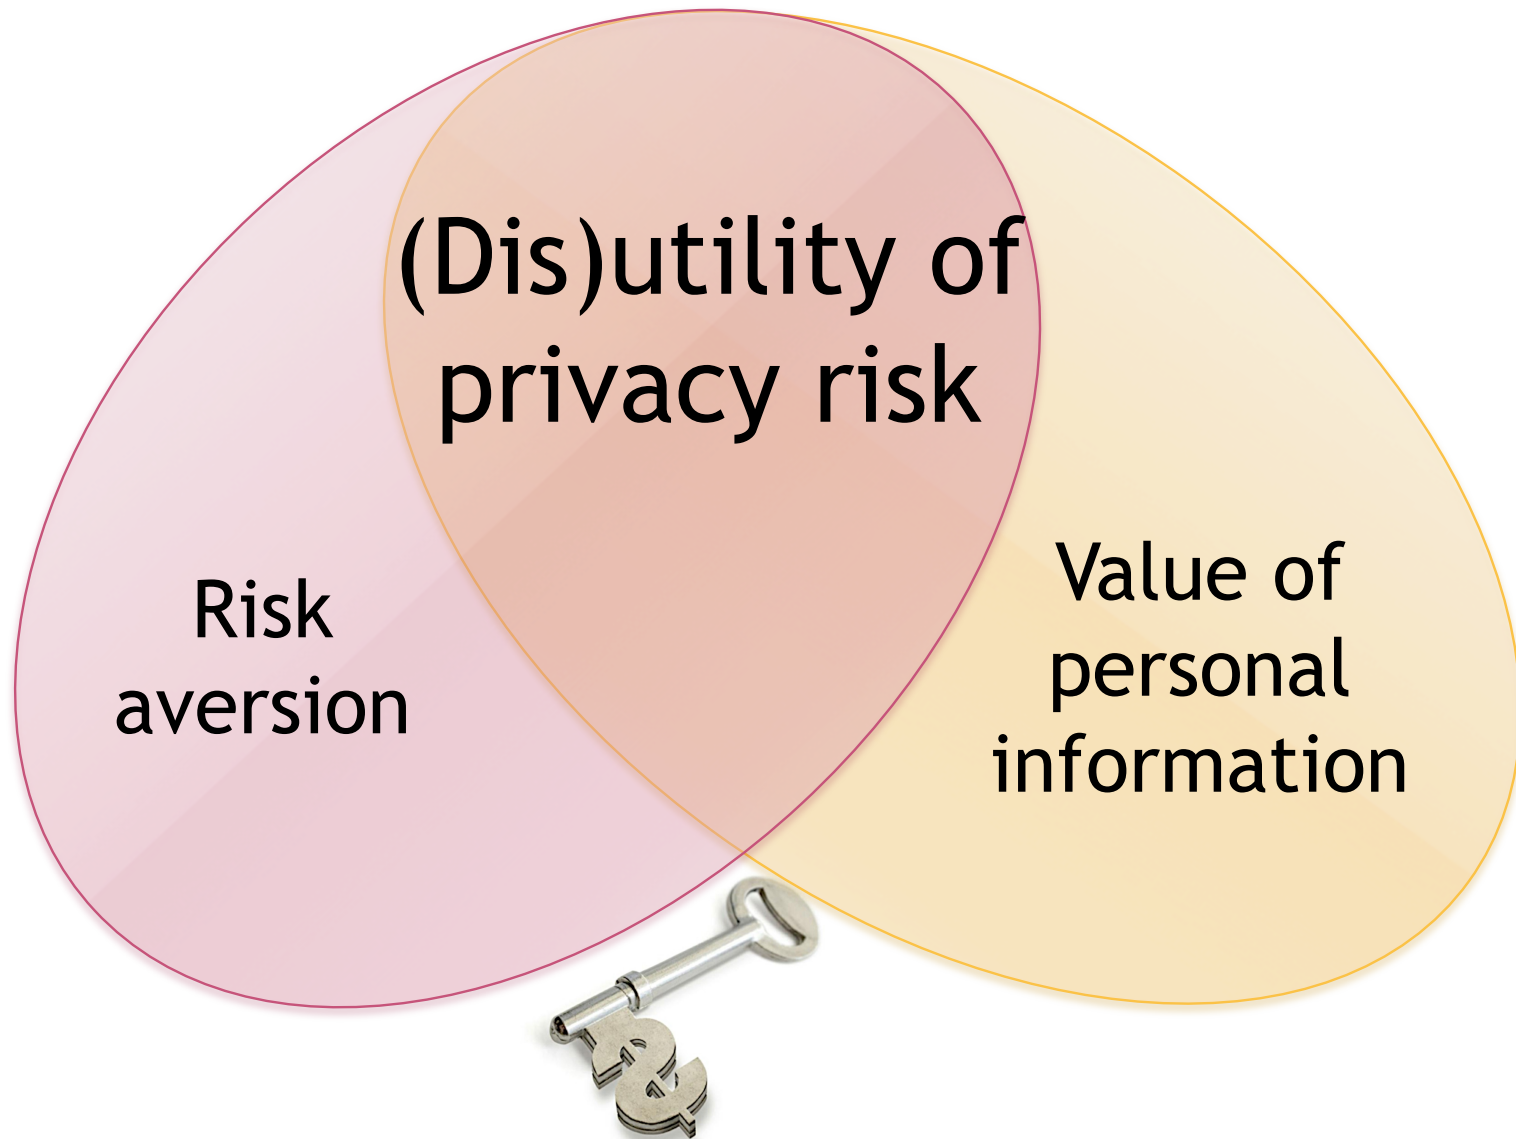 (Dis)utility of
privacy risk
Risk
aversion
Value of
personal
information